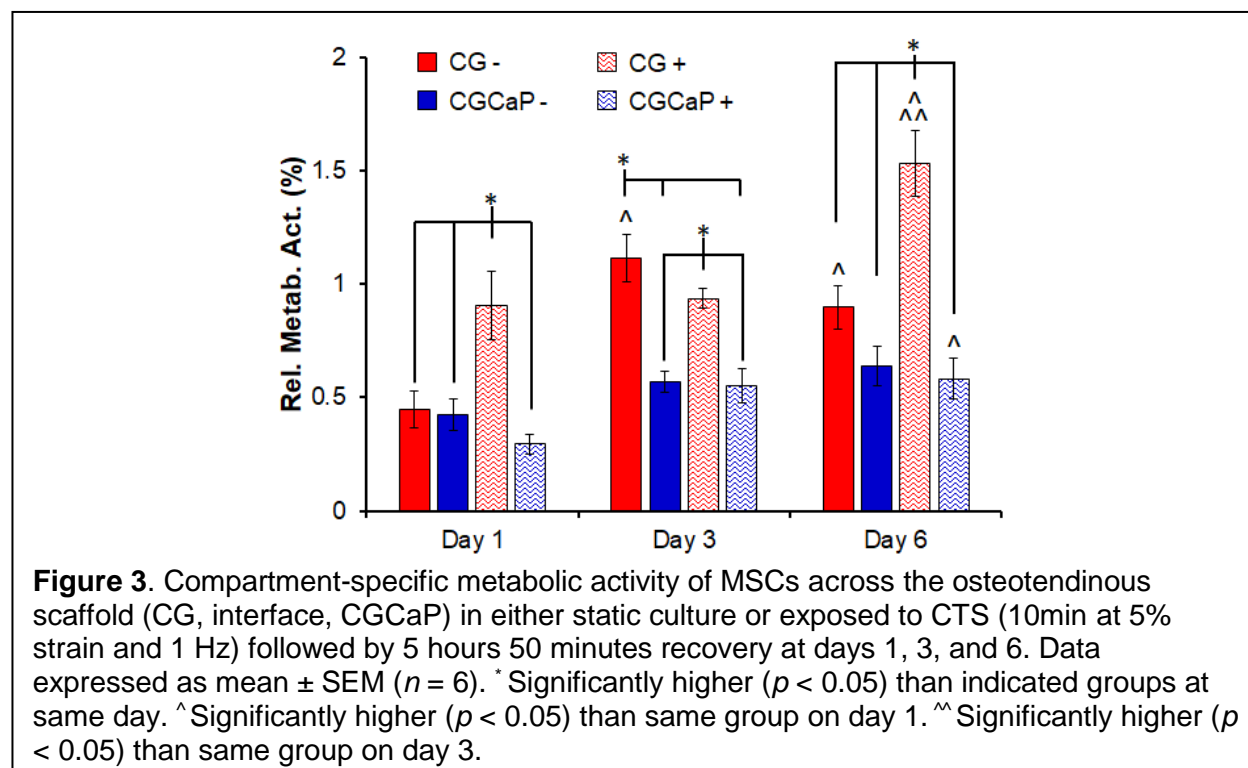 2
1.5
1
0.5
0
Rel. Metab. Act. (%)
CG - CG +
CGCaP - CGCaP +
*
*
^
*
*
^
^^
^
^
Day 1 Day 3 Day 6
Figure 3. Compartment-specific metabolic activity of MSCs across the osteotendinous
scaffold (CG, interface, CGCaP) in either static culture or exposed to CTS (10min at 5%
strain and 1 Hz) followed by 5 hours 50 minutes recovery at days 1, 3, and 6. Data
expressed as mean ± SEM (n = 6). * Significantly higher (p < 0.05) than indicated groups at
same day. ^ Significantly higher (p < 0.05) than same group on day 1. ^^ Significantly higher (p
< 0.05) than same group on day 3.